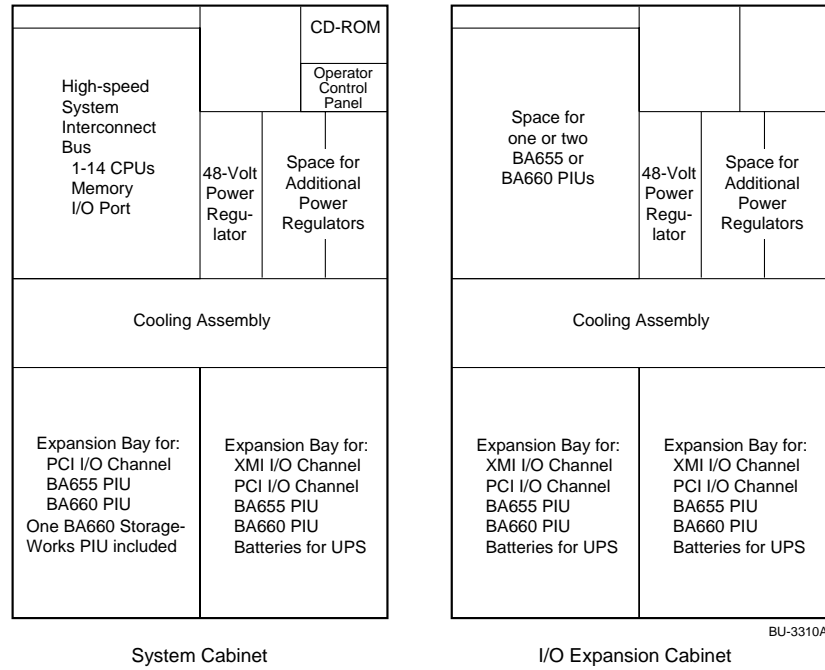 CD-ROM
Operator
Control
Panel
High-speed
System
Interconnect
Bus
1-14 CPUs
Memory
I/O Port
48-Volt
Power
Regu-
lator
Space for
Additional
Power
Regulators
Cooling Assembly
Expansion Bay for:
PCI I/O Channel
BA655 PIU
BA660 PIU
One BA660 Storage-
Works PIU included
Expansion Bay for:
XMI I/O Channel
PCI I/O Channel
BA655 PIU
BA660 PIU
Batteries for UPS
System Cabinet
Space for
one or two
BA655 or
BA660 PIUs
48-Volt
Power
Regu-
lator
Space for
Additional
Power
Regulators
Cooling Assembly
Expansion Bay for:
XMI I/O Channel
PCI I/O Channel
BA655 PIU
BA660 PIU
Batteries for UPS
Expansion Bay for:
XMI I/O Channel
PCI I/O Channel
BA655 PIU
BA660 PIU
Batteries for UPS
BU-3310A
I/O Expansion Cabinet